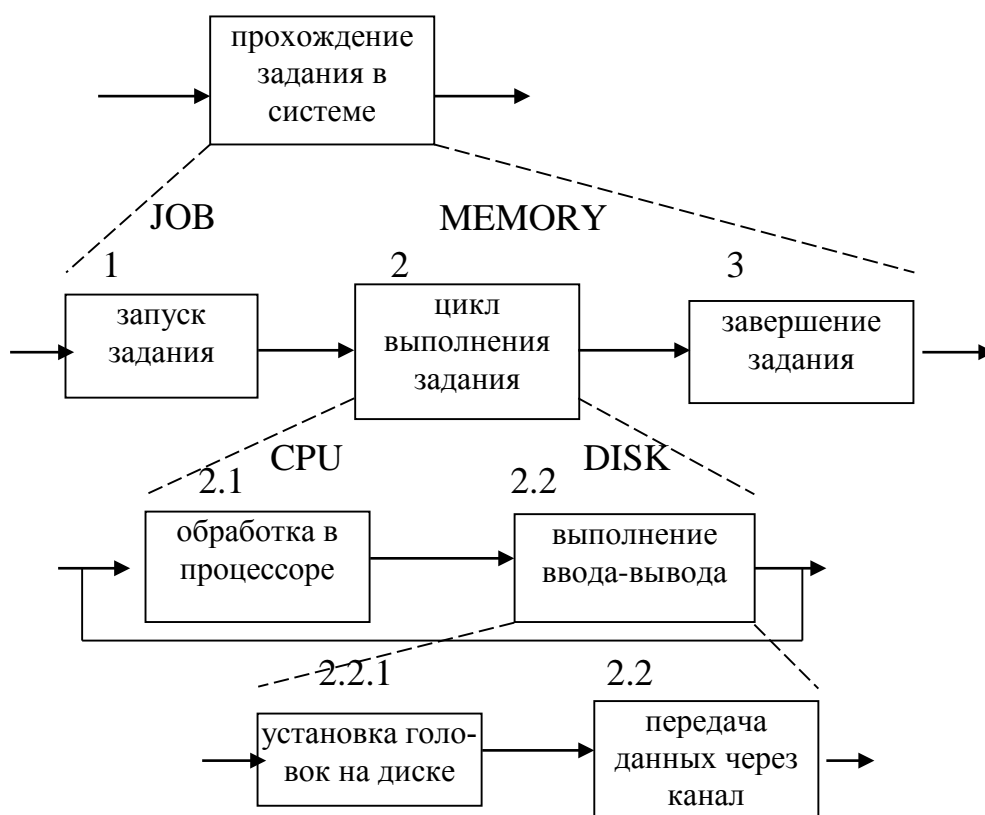 прохождение
задания в
системе
JOB MEMORY
1 2 3
запуск
задания
цикл
выполнения
задания
завершение
задания
CPU DISK
2.1 2.2
обработка в
процессоре
выполнение
ввода-вывода
2.2.1 2.2
установка голо-
вок на диске
передача
данных через
канал